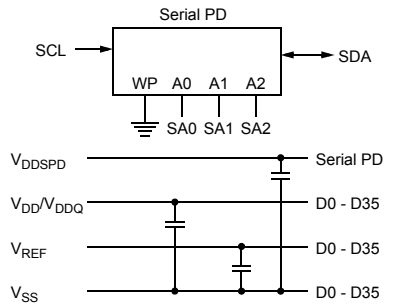 Serial PD
SCL
SDA
WP A0 A1 A2
SA0 SA1 SA2
VDDSPD Serial PD
VDD/VDDQ D0 - D35
VREF D0 - D35
VSS D0 - D35